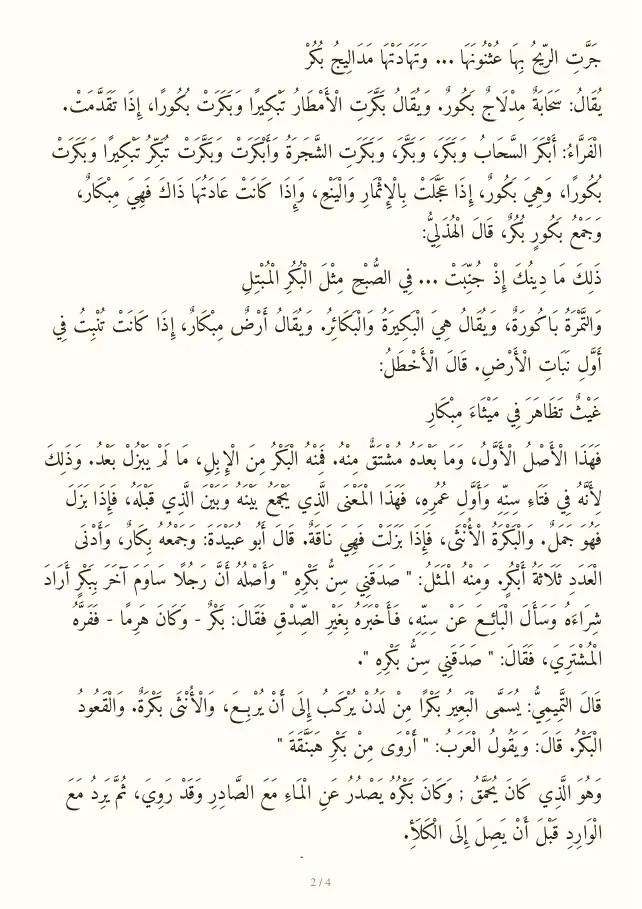 جَرَّتِ الرِّيحُ بِهَا عُثْنُونَهَا ... وَتَهَادَتْهَا مَدَالِيجُ بُكُرْ
يُقَالُ: سَحَابَةٌ مِدْلَاجٌ بَكُورٌ. وَيُقَالُ بَكَّرَتِ الْأَمْطَارُ تَبْكِيرًا وَبَكَرَتْ بُكُورًا، إِذَا تَقَدَّمَتْ.
الْفَرَّاءُ: أَبْكَرَ السَّحَابُ وَبَكَرَ، وَبَكَّرَ، وَبَكَرَتِ الشَّجَرَةُ وَأَبْكَرَتْ وَبَكَّرَتْ تُبَكِّرُ تَبْكِيرًا وَبَكَرَتْ
بُكُورًا، وَهِيَ بَكُورٌ، إِذَا عَجَّلَتْ بِالْإِثْمَارِ وَالْيَنْعِ، وَإِذَا كَانَتْ عَادَتُهَا ذَاكَ فَهِيَ مِبْكَارٌ،
وَجَمْعُ بَكُورٍ بُكُرٌ، قَالَ الْهُذَلِيُّ:
ذَلِكَ مَا دِينُكَ إِذْ جُنِّبَتْ ... فِي الصُّبْحِ مِثْلَ الْبُكُرِ الْمُبْتِلِ
وَالتَّمْرَةُ بَاكُورَةٌ، وَيُقَالُ هِيَ الْبَكِيرَةُ وَالْبَكَائِرُ. وَيُقَالُ أَرْضٌ مِبْكَارٌ، إِذَا كَانَتْ تُنْبِتُ فِي
أَوَّلِ نَبَاتِ الْأَرْضِ. قَالَ الْأَخْطَلُ:
غَيْثٌ تَظَاهَرَ فِي مَيْثَاءَ مِبْكَارِ
فَهَذَا الْأَصْلُ الْأَوَّلُ، وَمَا بَعْدَهُ مُشْتَقٌّ مِنْهُ. فَمِنْهُ الْبَكْرُ مِنَ الْإِبِلِ، مَا لَمْ يَبْزُلْ بَعْدُ. وَذَلِكَ
لِأَنَّهُ فِي فَتَاءِ سِنِّهِ وَأَوَّلِ عُمُرِهِ، فَهَذَا الْمَعْنَى الَّذِي يَجْمَعُ بَيْنَهُ وَبَيْنَ الَّذِي قَبْلَهُ، فَإِذَا بَزَلَ
فَهُوَ جَمَلٌ. وَالْبَكْرَةُ الْأُنْثَى، فَإِذَا بَزَلَتْ فَهِيَ نَاقَةٌ. قَالَ أَبُو عُبَيْدَةَ: وَجَمْعُهُ بِكَارٌ، وَأَدْنَى
الْعَدَدِ ثَلَاثَةُ أَبْكُرٍ. وَمِنْهُ الْمَثَلُ: " صَدَقَنِي سِنُّ بَكْرِهِ " وَأَصْلُهُ أَنَّ رَجُلًا سَاوَمَ آخَرَ بِبَكْرٍ أَرَادَ
شِرَاءَهُ وَسَأَلَ الْبَائِعَ عَنْ سِنِّهِ، فَأَخْبَرَهُ بِغَيْرِ الصِّدْقِ فَقَالَ: بَكْرٌ - وَكَانَ هَرِمًا - فَفَرَّهُ
الْمُشْتَرِيَ، فَقَالَ: " صَدَقَنِي سِنُّ بَكْرِهِ ".
قَالَ التَّمِيمِيُّ: يُسَمَّى الْبَعِيرُ بَكْرًا مِنْ لَدُنْ يُرْكَبُ إِلَى أَنْ يُرْبِعَ، وَالْأُنْثَى بَكْرَةٌ. وَالْقَعُودُ
الْبَكْرُ. قَالَ: وَيَقُولُ الْعَرَبُ: " أَرْوَى مِنْ بَكْرِ هَبَنَّقَةَ "
وَهُوَ الَّذِي كَانَ يُحَمَّقُ ; وَكَانَ بَكْرُهُ يَصْدُرُ عَنِ الْمَاءِ مَعَ الصَّادِرِ وَقَدْ رَوِيَ، ثُمَّ يَرِدُ مَعَ
الْوَارِدِ قَبْلَ أَنْ يَصِلَ إِلَى الْكَلَأِ.
2 / 4